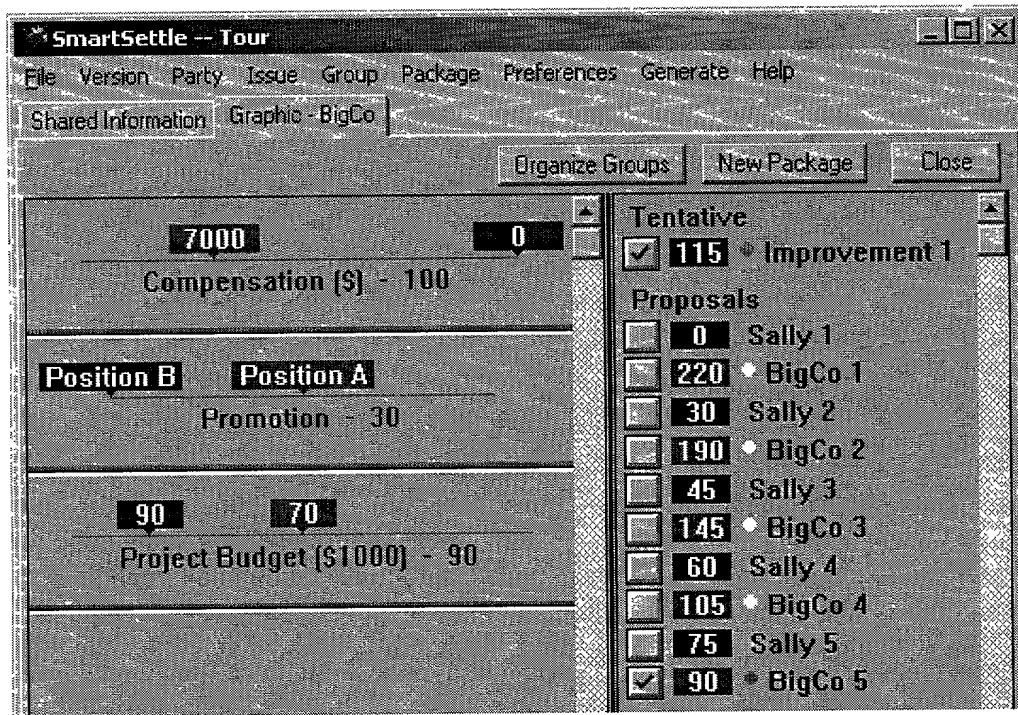 SmartSettle -- Tour
File Version Party Issue Group Package Preferences Generate Help
Shared Information Graphic - BigCo
Organize Groups New Package Close
7000 0
Compensation ($) - 100
Position B Position A
Promotion - 30
90 70
Project Budget ($1000) - 90
Tentative
115 Improvement 1
Proposals
0 Sally 1
220 BigCo 1
30 Sally 2
190 BigCo 2
45 Sally 3
145 BigCo 3
60 Sally 4
105 BigCo 4
75 Sally 5
90 BigCo 5